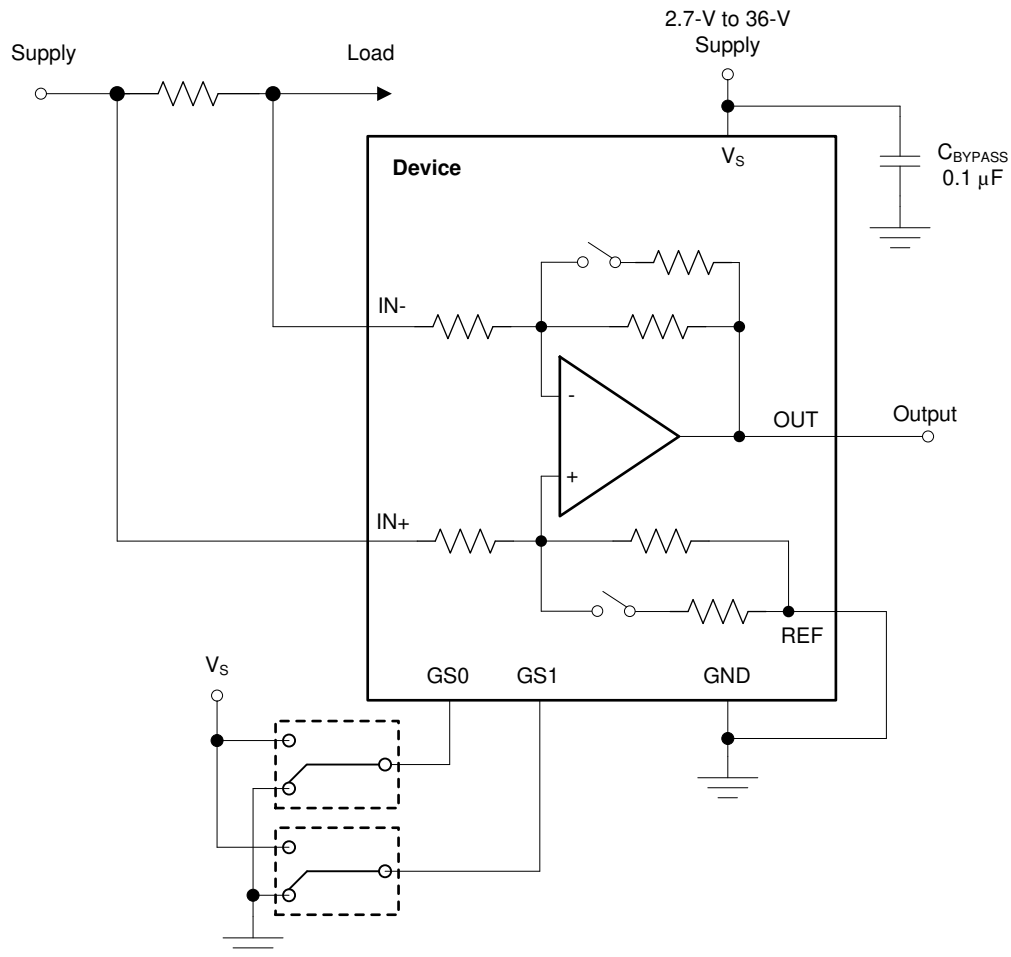 2.7-V to 36-V
Supply
Supply
Load
Device
VS
CBYPASS
0.1 µF
IN-
-
OUT
Output
+
IN+
REF
VS
GS0
GS1
GND